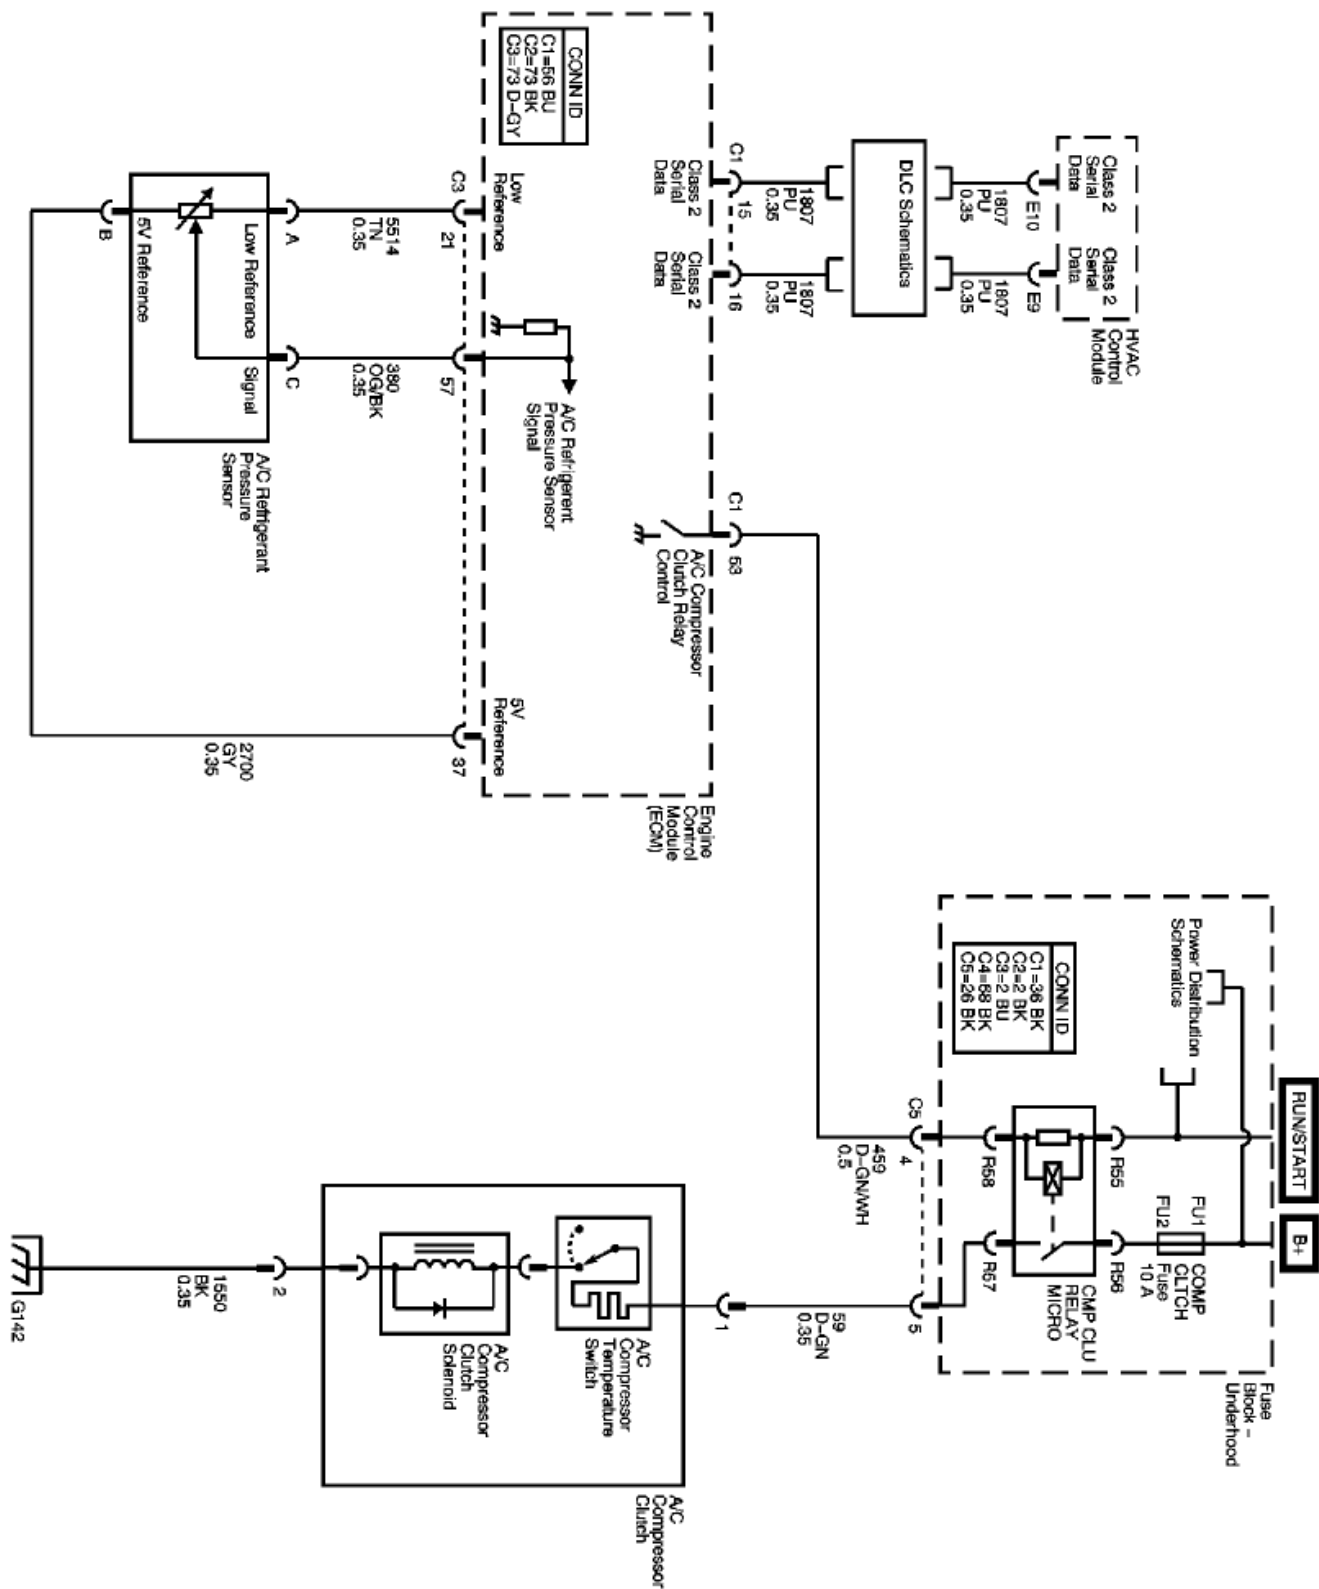 RUN/START
B+
Power Distribution
Schematics
FU1
FU2
COMP
CLTCH
Fuse
10 A
Fuse
Block –
Underhood
CONN ID
C1=36 BK
C2=2 BK
C3=2 BU
C4=68 BK
C5=26 BK
R55
R56
CMP CLU
RELAY
MICRO
R58
R57
C5
4
5
459
D-GN/WH
0.5
59
D-GN
0.35
1
A/C
Compressor
Temperature
Switch
A/C
Compressor
Clutch
Solenoid
A/C
Compressor
Clutch
2
1550
BK
0.35
G142
HVAC
Control
Module
Class 2
Serial
Data
Class 2
Serial
Data
E10
E9
1807
PU
0.35
1807
PU
0.35
DLC Schematics
1807
PU
0.35
1807
PU
0.35
C1
15
16
C1
53
Class 2
Serial
Data
Class 2
Serial
Data
A/C Compressor
Clutch Relay
Control
Engine
Control
Module
(ECM)
CONN ID
C1=56 BU
C2=73 BK
C3=73 D-GY
A/C Refrigerent
Pressure Sensor
Signal
Low
Reference
5V
Reference
C3
21
57
37
5514
TN
0.35
380
OG/BK
0.35
2700
GY
0.35
A
C
Low Reference
Signal
5V Reference
B
A/C Refrigerant
Pressure
Sensor